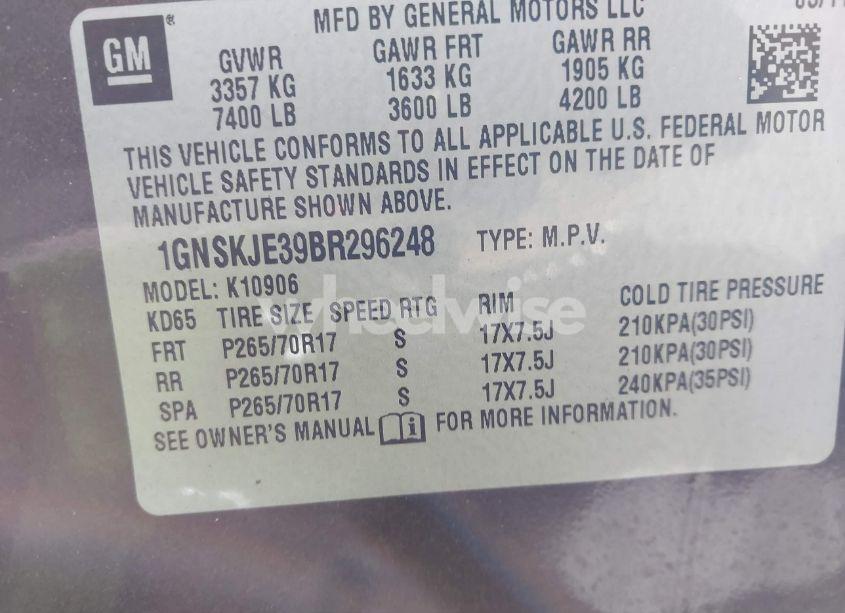 MFD BY GENERAL MOTORS LLC
GM®
GVWR GAWR FRT GAWR RR
3357 KG 1633 KG 1905 KG
7400 LB 3600 LB 4200 LB
THIS VEHICLE CONFORMS TO ALL APPLICABLE U.S. FEDERAL MOTOR
VEHICLE SAFETY STANDARDS IN EFFECT ON THE DATE OF
MANUFACTURE SHOWN ABOVE.
1GNSKJE39BR296248 TYPE: M.P.V.
MODEL: K10906
wheelwise
KD65 TIRE SIZE SPEED RTG RIM COLD TIRE PRESSURE
FRT P265/70R17 S 17X7.5J 210KPA(30PSI)
RR P265/70R17 S 17X7.5J 210KPA(30PSI)
SPA P265/70R17 S 17X7.5J 240KPA(35PSI)
SEE OWNER'S MANUAL i FOR MORE INFORMATION.